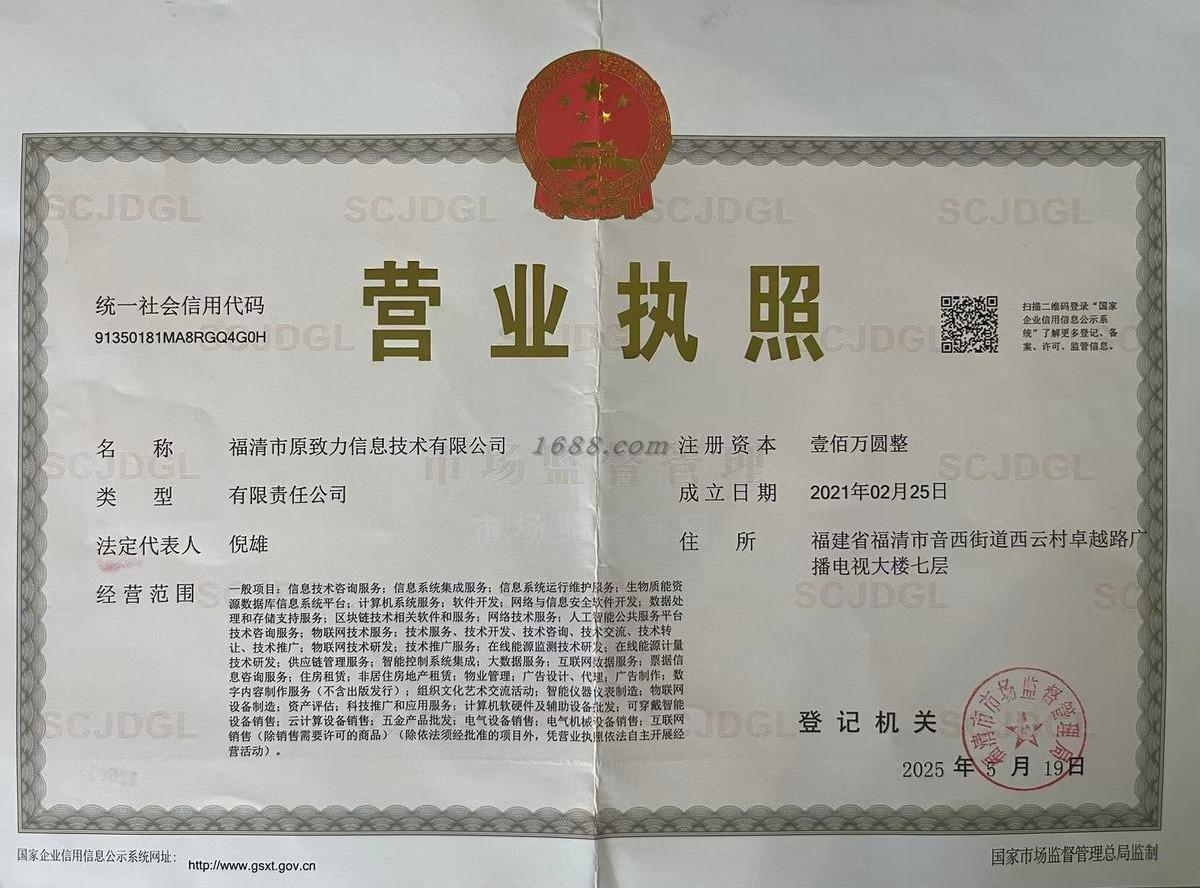 营业执照
统一社会信用代码
91350181MA8RGQ4G0H
扫描二维码登录“国家
企业信用信息公示系
统”了解更多登记、备
案、许可、监管信息。
名称 福清市原致力信息技术有限公司
类型 有限责任公司
法定代表人 倪雄
经营范围 一般项目：信息技术咨询服务；信息系统集成服务；信息系统运行维护服务；生物质能资
源数据库信息系统平台；计算机系统服务；软件开发；网络与信息安全软件开发；数据处
理和存储支持服务；区块链技术相关软件和服务；网络技术服务；人工智能公共服务平台
技术咨询服务；物联网技术服务；技术服务、技术开发、技术咨询、技术交流、技术转
让、技术推广；物联网技术研发；技术推广服务；在线能源监测技术研发；在线能源计量
技术研发；供应链管理服务；智能控制系统集成；大数据服务；互联网数据服务；票据信
息咨询服务；住房租赁；非居住房地产租赁；物业管理；广告设计、代理；广告制作；数
字内容制作服务（不含出版发行）；组织文化艺术交流活动；智能仪器仪表制造；物联网
设备制造；资产评估；科技推广和应用服务；计算机软硬件及辅助设备批发；可穿戴智能
设备销售；云计算设备销售；五金产品批发；电气设备销售；电气机械设备销售；互联网
销售（除销售需要许可的商品）（除依法须经批准的项目外，凭营业执照依法自主开展经
营活动）。
1688.com
注册资本 壹佰万圆整
成立日期 2021年02月25日
住所 福建省福清市音西街道西云村卓越路广
播电视大楼七层
登记机关
福清市市场监督管理局
2025 年 5 月 19日
SCJDGL SCJDGL SCJDGL SCJDGL
市场监督管理
国家企业信用信息公示系统网址： http://www.gsxt.gov.cn
国家市场监督管理总局监制